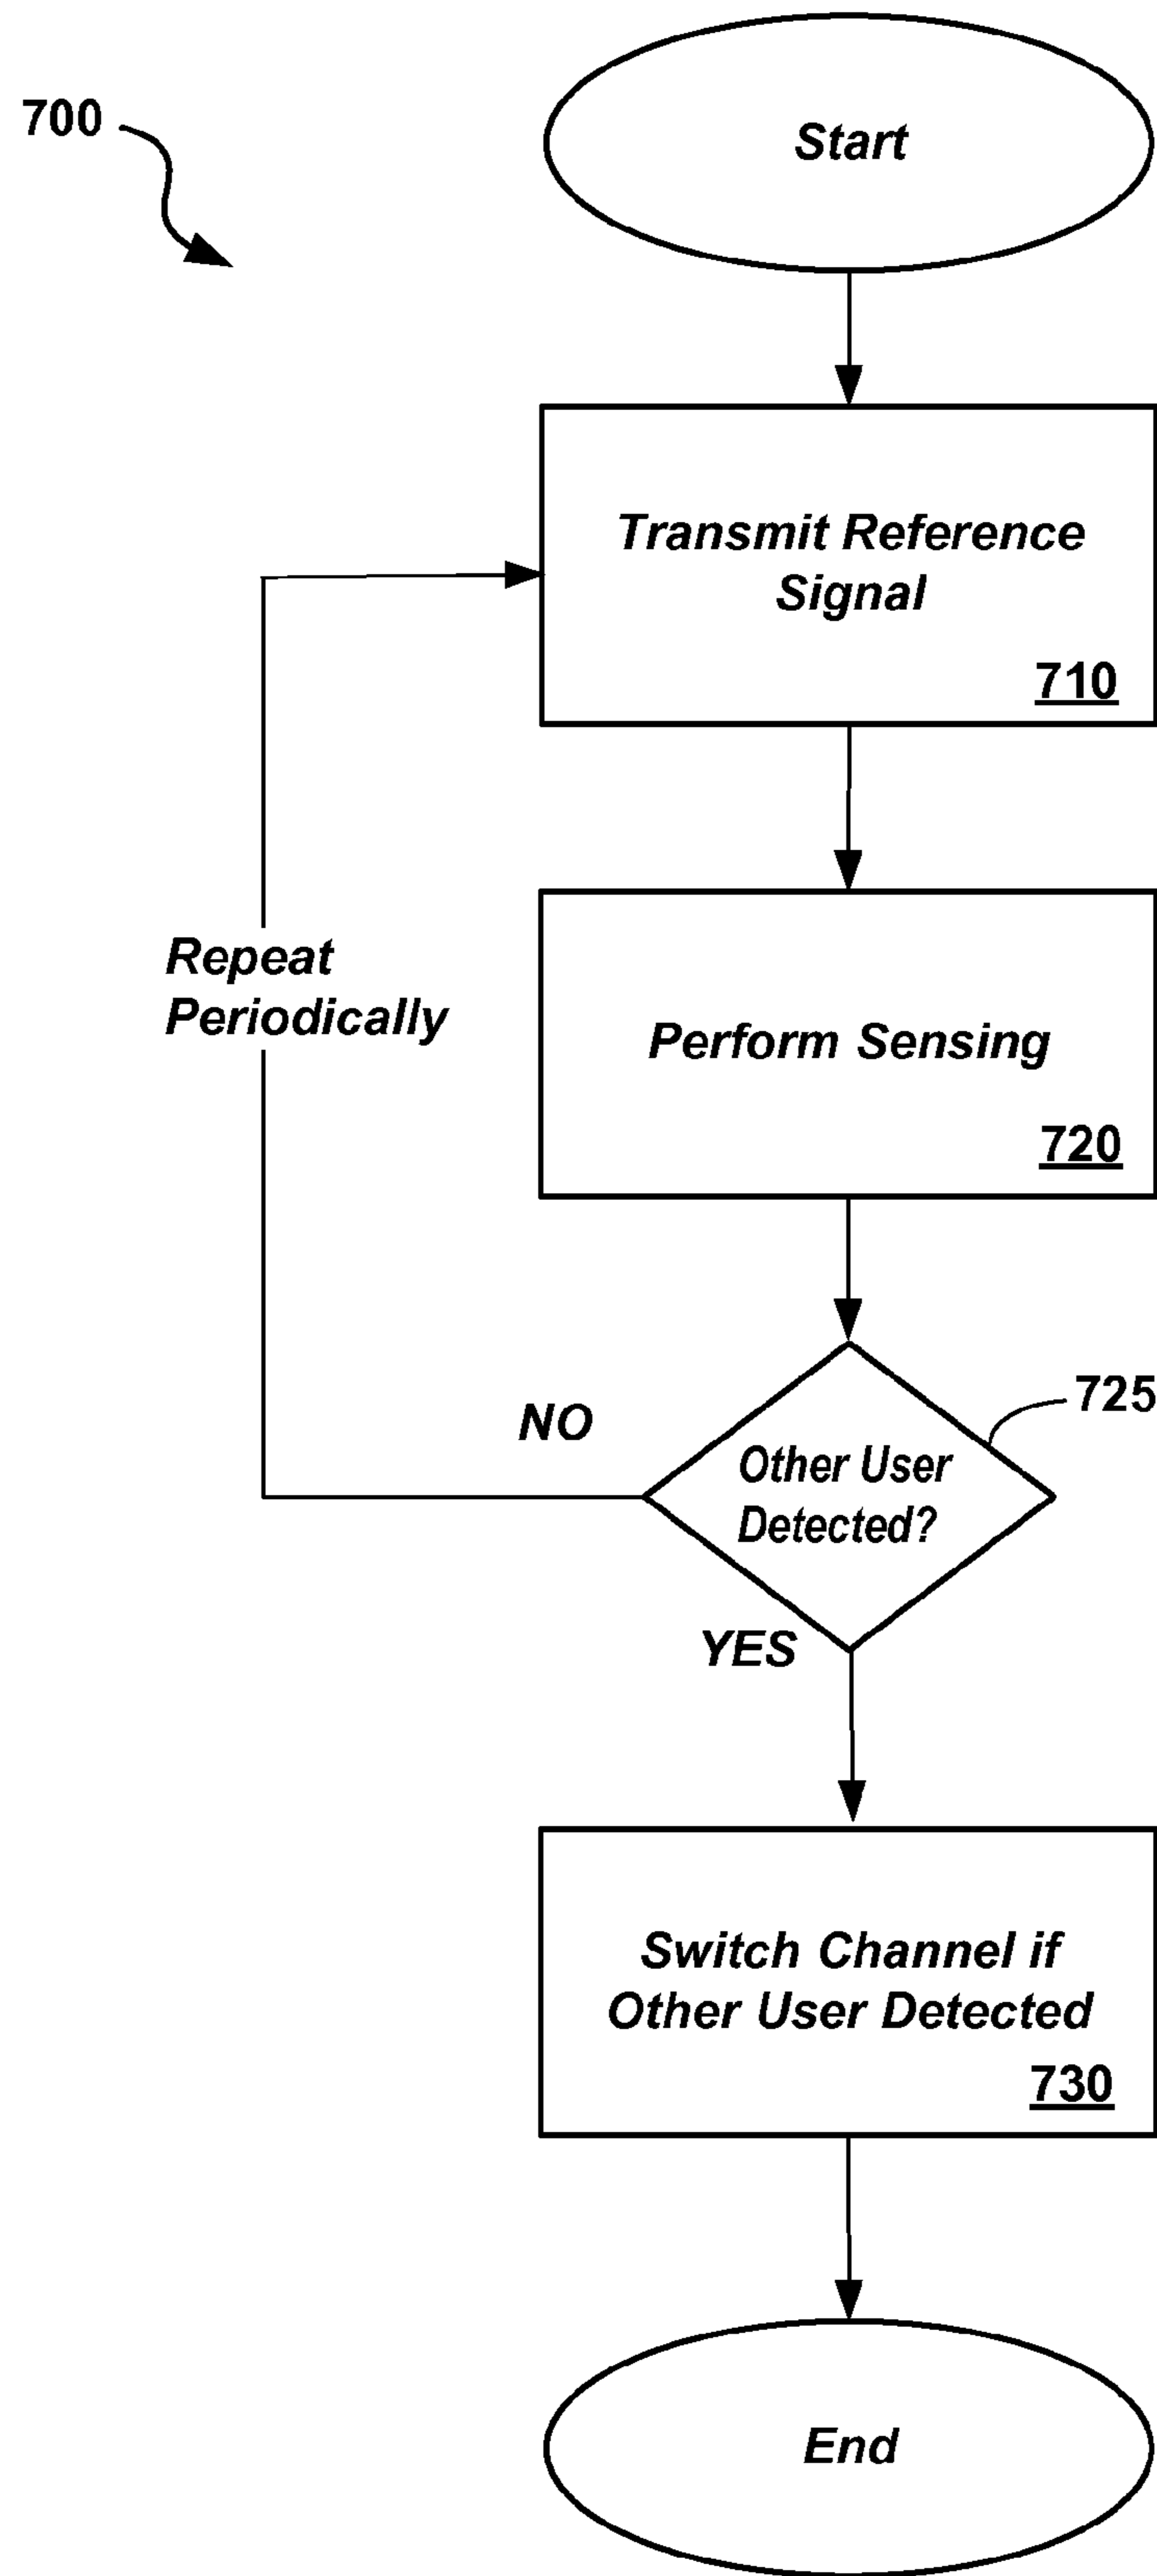 700
Start
Transmit Reference
Signal
710
Repeat
Periodically
Perform Sensing
720
NO
725
Other User
Detected?
YES
Switch Channel if
Other User Detected
730
End